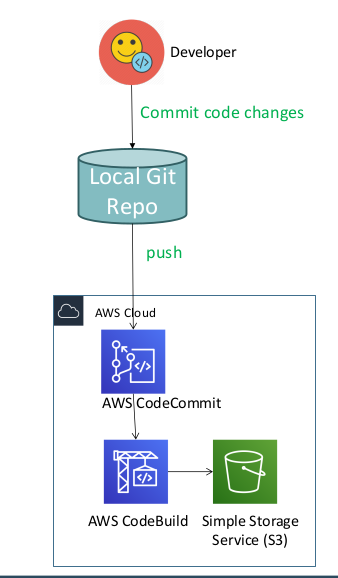 Developer
Commit code changes
Local Git
Repo
push
AWS Cloud
AWS CodeCommit
AWS CodeBuild
Simple Storage
Service (S3)